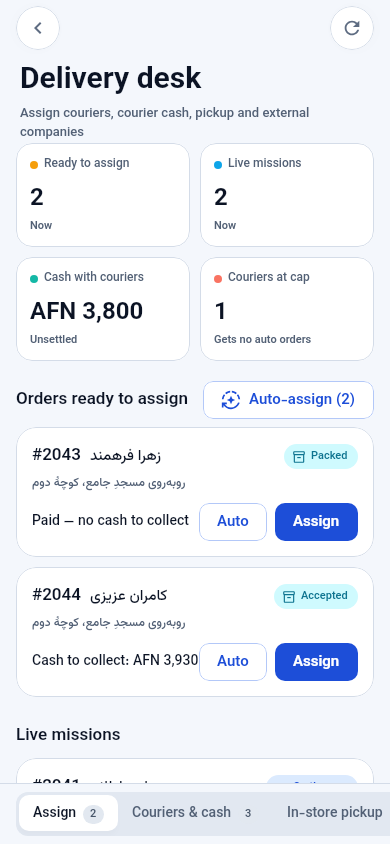 Delivery desk
Assign couriers, courier cash, pickup and external
companies
Ready to assign
2
Now
Live missions
2
Now
Cash with couriers
AFN 3,800
Unsettled
Couriers at cap
1
Gets no auto orders
Orders ready to assign
Auto-assign (2)
#2043 زهرا فرهمند
Packed
روبه‌روی مسجد جامع، کوچهٔ دوم
Paid — no cash to collect
Auto
Assign
#2044 کامران عزیزی
Accepted
روبه‌روی مسجد جامع، کوچهٔ دوم
Cash to collect: AFN 3,930
Auto
Assign
Live missions
#2041
Assign 2
Couriers & cash 3
In-store pickup